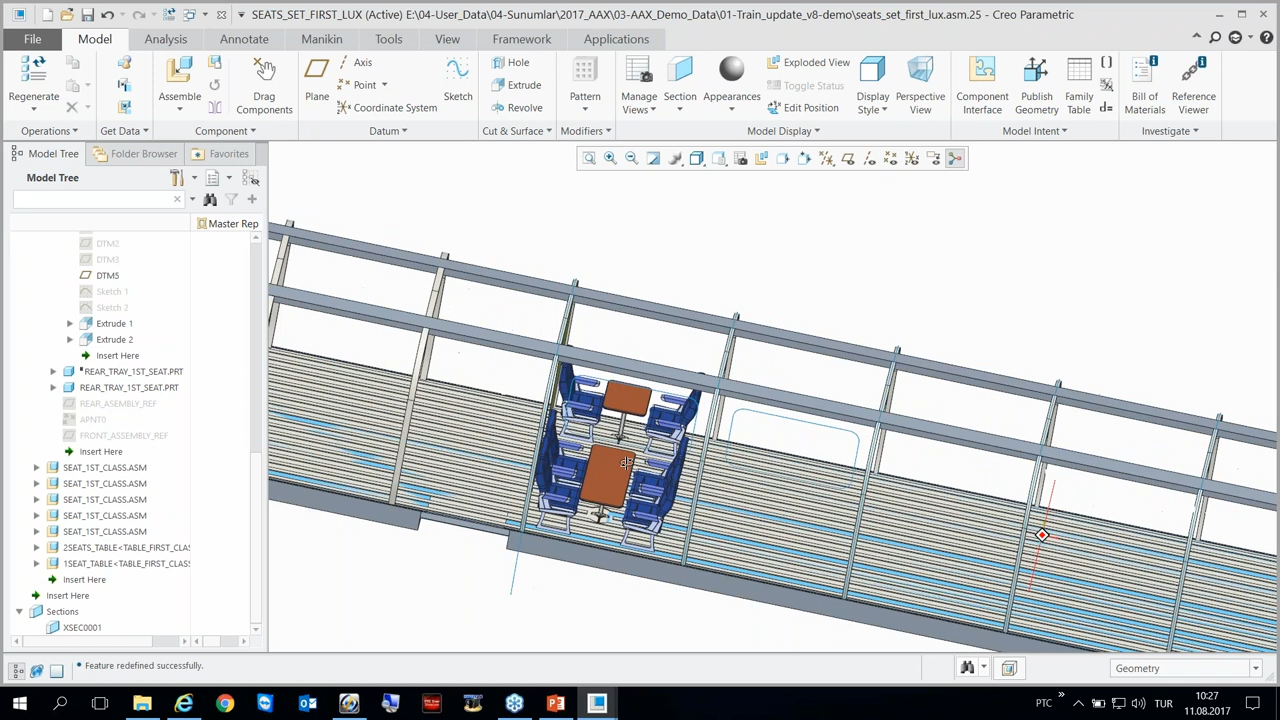 SEATS_SET_FIRST_LUX (Active) E:\04-User_Data\04-Sunumlar\2017_AAX\03-AAX_Demo_Data\01-Train_update_v8-demo\seats_set_first_lux.asm.25 - Creo Parametric
File Model Analysis Annotate Manikin Tools View Framework Applications
Regenerate
Assemble
Drag
Components
Plane
Axis
Point
Coordinate System
Sketch
Hole
Extrude
Revolve
Pattern
Manage
Views
Section
Appearances
Exploded View
Toggle Status
Edit Position
Display
Style
Perspective
View
Component
Interface
Publish
Geometry
Family
Table
Bill of
Materials
Reference
Viewer
Operations Get Data Component Datum Cut & Surface Modifiers Model Display Model Intent Investigate
Model Tree Folder Browser Favorites
Model Tree
Master Rep
DTM2
DTM3
DTM5
Sketch 1
Sketch 2
Extrude 1
Extrude 2
Insert Here
REAR_TRAY_1ST_SEAT.PRT
REAR_TRAY_1ST_SEAT.PRT
REAR_ASEMBLY_REF
APNT0
FRONT_ASSEMBLY_REF
Insert Here
SEAT_1ST_CLASS.ASM
SEAT_1ST_CLASS.ASM
SEAT_1ST_CLASS.ASM
SEAT_1ST_CLASS.ASM
SEAT_1ST_CLASS.ASM
2SEATS_TABLE<TABLE_FIRST_CLAS
1SEAT_TABLE<TABLE_FIRST_CLASS
Insert Here
Insert Here
Sections
XSEC0001
Feature redefined successfully.
Geometry
PTC TUR 10:27
11.08.2017